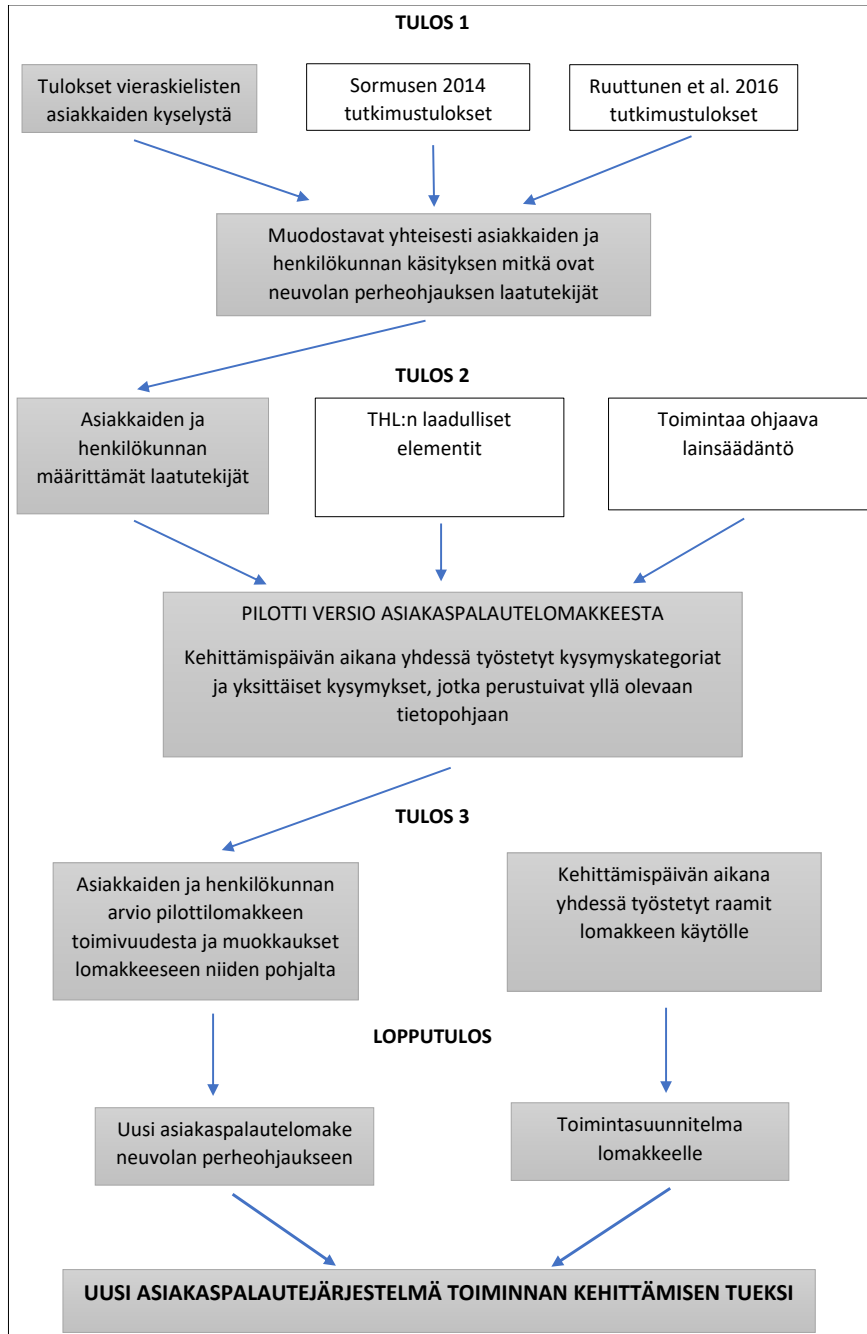 TULOS 1
Tulokset vieraskielisten
asiakkaiden kyselystä
Sormusen 2014
tutkimustulokset
Ruuttunen et al. 2016
tutkimustulokset
Muodostavat yhteisesti asiakkaiden ja
henkilökunnan käsityksen mitkä ovat
neuvolan perheohjauksen laatutekijät
TULOS 2
Asiakkaiden ja
henkilökunnan
määrittämät laatutekijät
THL:n laadulliset
elementit
Toimintaa ohjaava
lainsäädäntö
PILOTTI VERSIO ASIAKASPALAUTELOMAKKEESTA
Kehittämispäivän aikana yhdessä työstetyt kysymyskategoriat
ja yksittäiset kysymykset, jotka perustuivat yllä olevaan
tietopohjaan
TULOS 3
Asiakkaiden ja henkilökunnan
arvio pilottilomakkeen
toimivuudesta ja muokkaukset
lomakkeeseen niiden pohjalta
Kehittämispäivän aikana
yhdessä työstetyt raamit
lomakkeen käytölle
LOPPUTULOS
Uusi asiakaspalautelomake
neuvolan perheohjaukseen
Toimintasuunnitelma
lomakkeelle
UUSI ASIAKASPALAUTEJÄRJESTELMÄ TOIMINNAN KEHITTÄMISEN TUEKSI